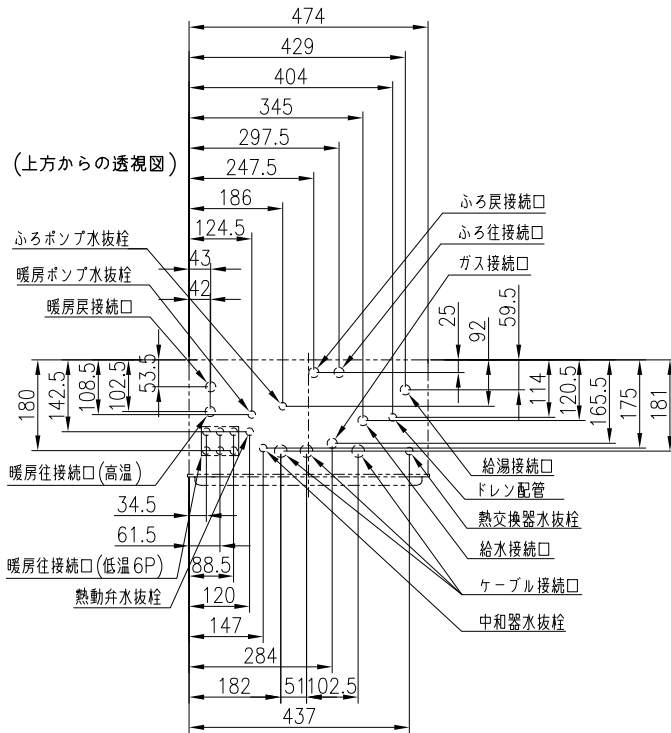 474
429
404
345
297.5
(上方からの透視図)
247.5
186
ふろ戻接続口
124.5
ふろポンプ水抜栓
ふろ往接続口
43
暖房ポンプ水抜栓
ガス接続口
42
暖房戻接続口
25
92
59.5
180
142.5
108.5
102.5
53.5
114
120.5
165.5
175
181
暖房往接続口(高温)
給湯接続口
ドレン配管
34.5
熱交換器水抜栓
61.5
給水接続口
暖房往接続口(低温6P)
88.5
ケーブル接続口
熱動弁水抜栓
120
中和器水抜栓
147
284
182
51
102.5
437